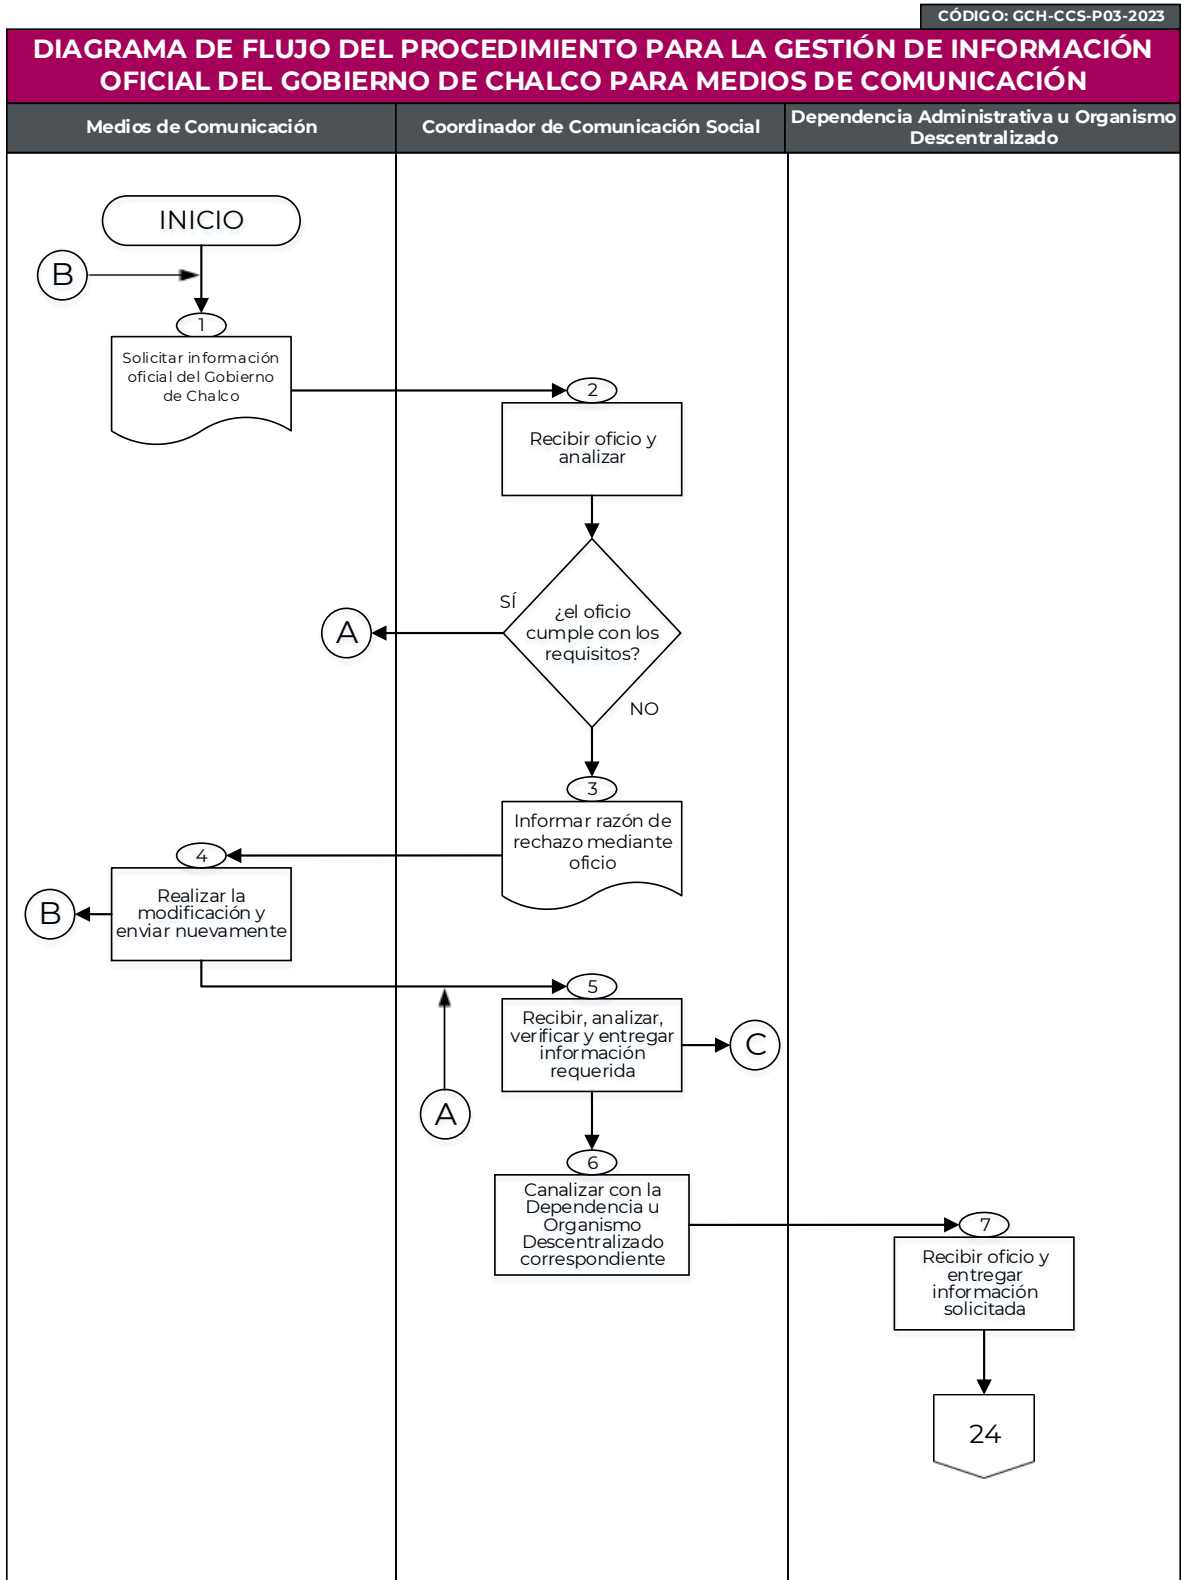 CÓDIGO: GCH-CCS-P03-2023
DIAGRAMA DE FLUJO DEL PROCEDIMIENTO PARA LA GESTIÓN DE INFORMACIÓN
OFICIAL DEL GOBIERNO DE CHALCO PARA MEDIOS DE COMUNICACIÓN
Medios de Comunicación
Coordinador de Comunicación Social
Dependencia Administrativa u Organismo
Descentralizado
INICIO
B
1
Solicitar información
oficial del Gobierno
de Chalco
2
Recibir oficio y
analizar
SÍ
¿el oficio
cumple con los
requisitos?
A
NO
3
Informar razón de
rechazo mediante
oficio
4
Realizar la
modificación y
enviar nuevamente
B
5
Recibir, analizar,
verificar y entregar
información
requerida
C
A
6
Canalizar con la
Dependencia u
Organismo
Descentralizado
correspondiente
7
Recibir oficio y
entregar
información
solicitada
24